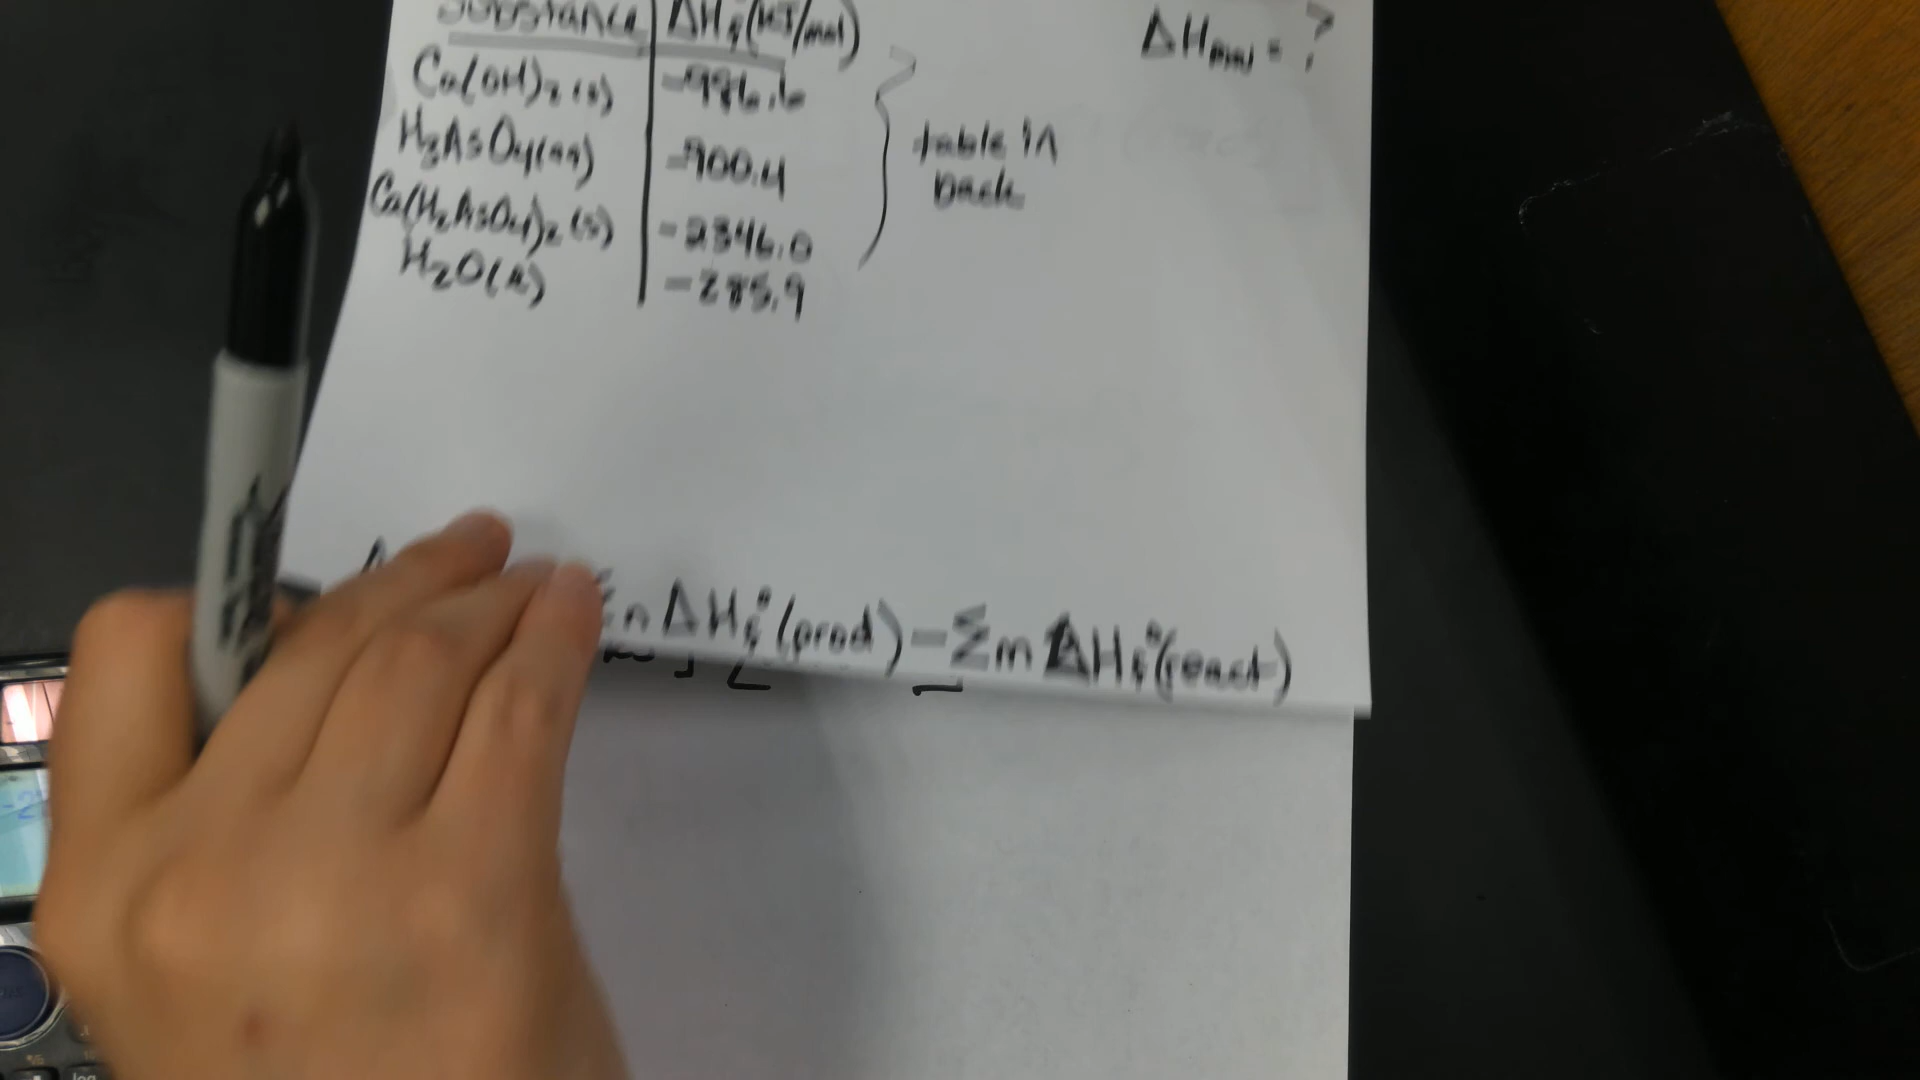 Substance ΔHf°(kJ/mol)
ΔHrxn = ?
Ca(OH)2 (s) -986.6
H3AsO4(aq) -900.4
table in
back
Ca(H2AsO4)2 (s) -2346.0
H2O(l) -285.9
Σn ΔHf°(prod) - Σm ΔHf°(react)
log